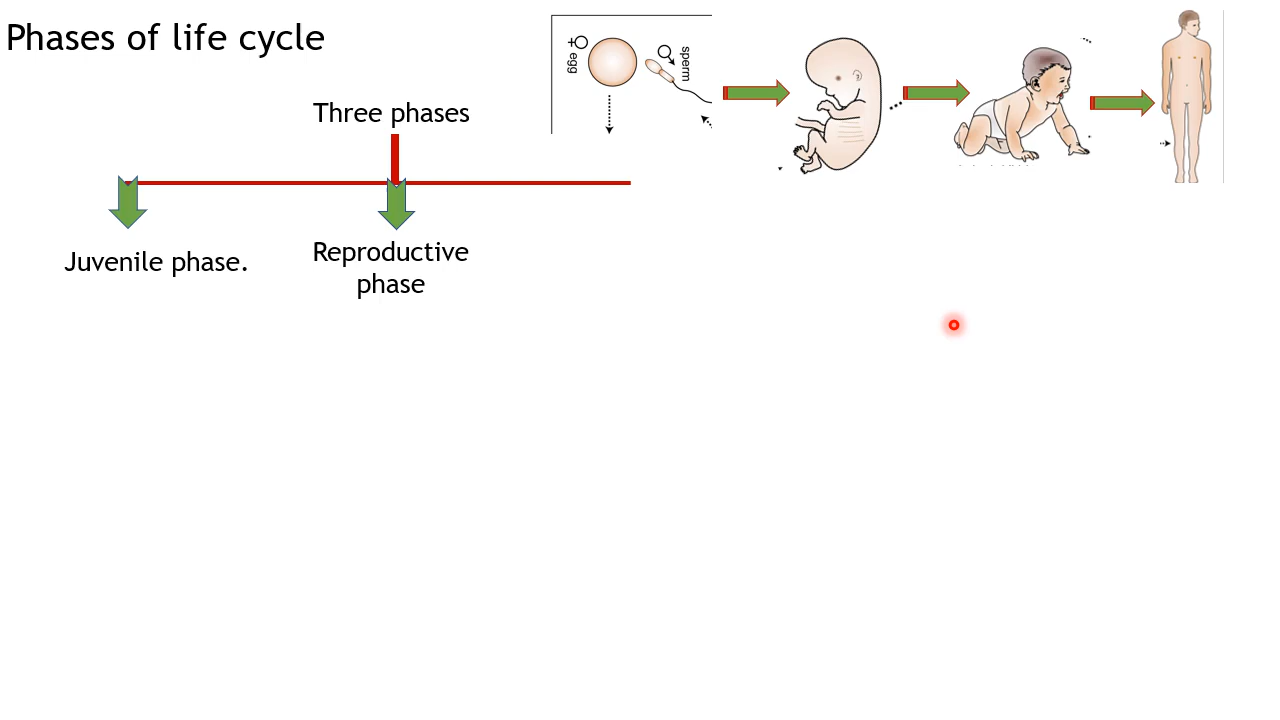 Phases of life cycle
egg
sperm
Three phases
Juvenile phase.
Reproductive
phase